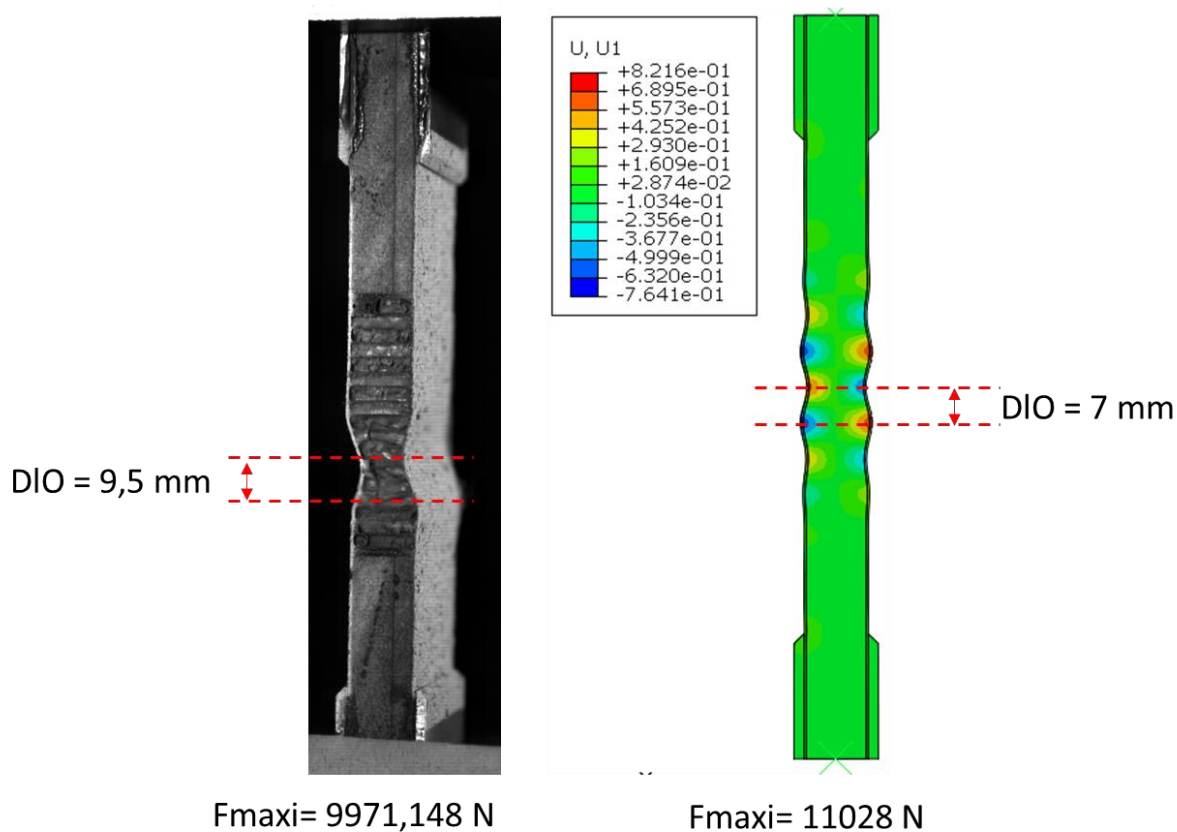 U, U1
+8.216e-01
+6.895e-01
+5.573e-01
+4.252e-01
+2.930e-01
+1.609e-01
+2.874e-02
-1.034e-01
-2.356e-01
-3.677e-01
-4.999e-01
-6.320e-01
-7.641e-01
DlO = 7 mm
DlO = 9,5 mm
Fmaxi= 9971,148 N
Fmaxi= 11028 N